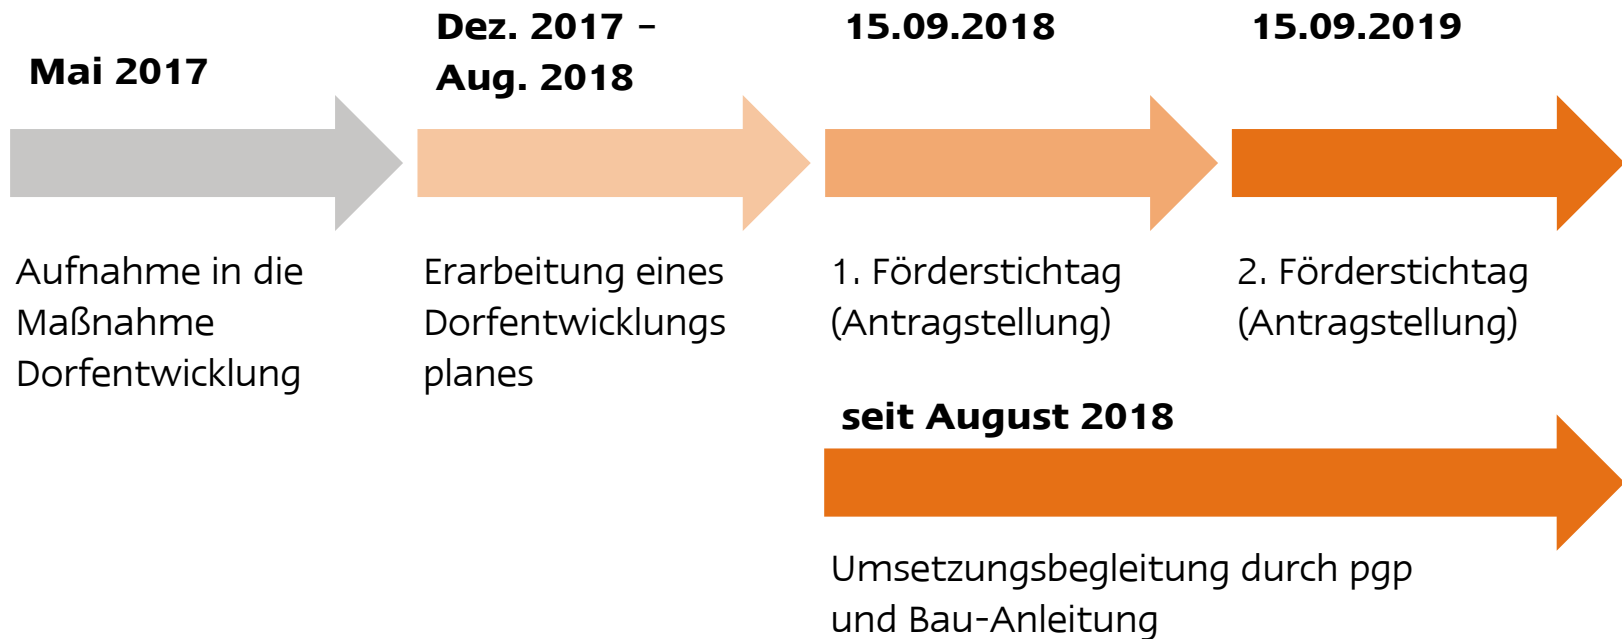 Mai 2017
Dez. 2017 –
Aug. 2018
15.09.2018
15.09.2019
Aufnahme in die
Maßnahme
Dorfentwicklung
Erarbeitung eines
Dorfentwicklungs
planes
1. Förderstichtag
(Antragstellung)
2. Förderstichtag
(Antragstellung)
seit August 2018
Umsetzungsbegleitung durch pgp
und Bau-Anleitung